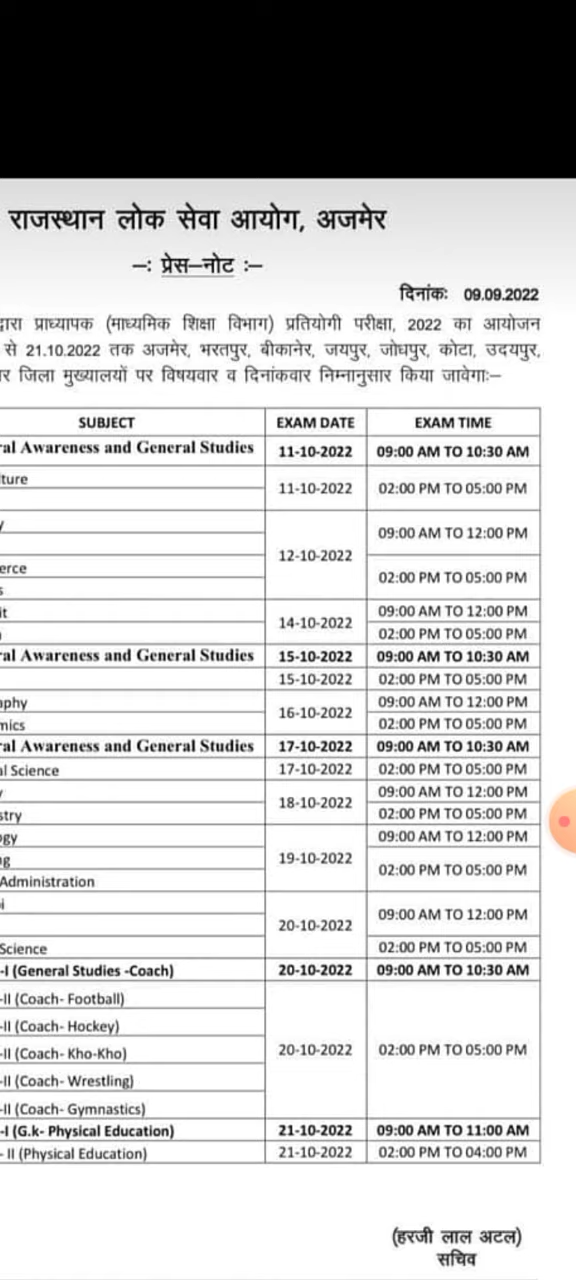 राजस्थान लोक सेवा आयोग, अजमेर
–: प्रेस–नोट :–
दिनांकः 09.09.2022
द्वारा प्राध्यापक (माध्यमिक शिक्षा विभाग) प्रतियोगी परीक्षा, 2022 का आयोजन
से 21.10.2022 तक अजमेर, भरतपुर, बीकानेर, जयपुर, जोधपुर, कोटा, उदयपुर,
र जिला मुख्यालयों पर विषयवार व दिनांकवार निम्नानुसार किया जावेगाः–
SUBJECT EXAM DATE EXAM TIME
ral Awareness and General Studies 11-10-2022 09:00 AM TO 10:30 AM
lture
11-10-2022 02:00 PM TO 05:00 PM
y
09:00 AM TO 12:00 PM
12-10-2022
erce
02:00 PM TO 05:00 PM
s
it 09:00 AM TO 12:00 PM
14-10-2022
02:00 PM TO 05:00 PM
ral Awareness and General Studies 15-10-2022 09:00 AM TO 10:30 AM
15-10-2022 02:00 PM TO 05:00 PM
aphy 09:00 AM TO 12:00 PM
16-10-2022
mics 02:00 PM TO 05:00 PM
ral Awareness and General Studies 17-10-2022 09:00 AM TO 10:30 AM
al Science 17-10-2022 02:00 PM TO 05:00 PM
y 09:00 AM TO 12:00 PM
18-10-2022
stry 02:00 PM TO 05:00 PM
ogy 09:00 AM TO 12:00 PM
19-10-2022
ng
02:00 PM TO 05:00 PM
Administration
i
09:00 AM TO 12:00 PM
20-10-2022
Science 02:00 PM TO 05:00 PM
-I (General Studies -Coach) 20-10-2022 09:00 AM TO 10:30 AM
-II (Coach- Football)
-II (Coach- Hockey)
-II (Coach- Kho-Kho) 20-10-2022 02:00 PM TO 05:00 PM
-II (Coach- Wrestling)
-II (Coach- Gymnastics)
-I (G.k- Physical Education) 21-10-2022 09:00 AM TO 11:00 AM
- II (Physical Education) 21-10-2022 02:00 PM TO 04:00 PM
(हरजी लाल अटल)
सचिव